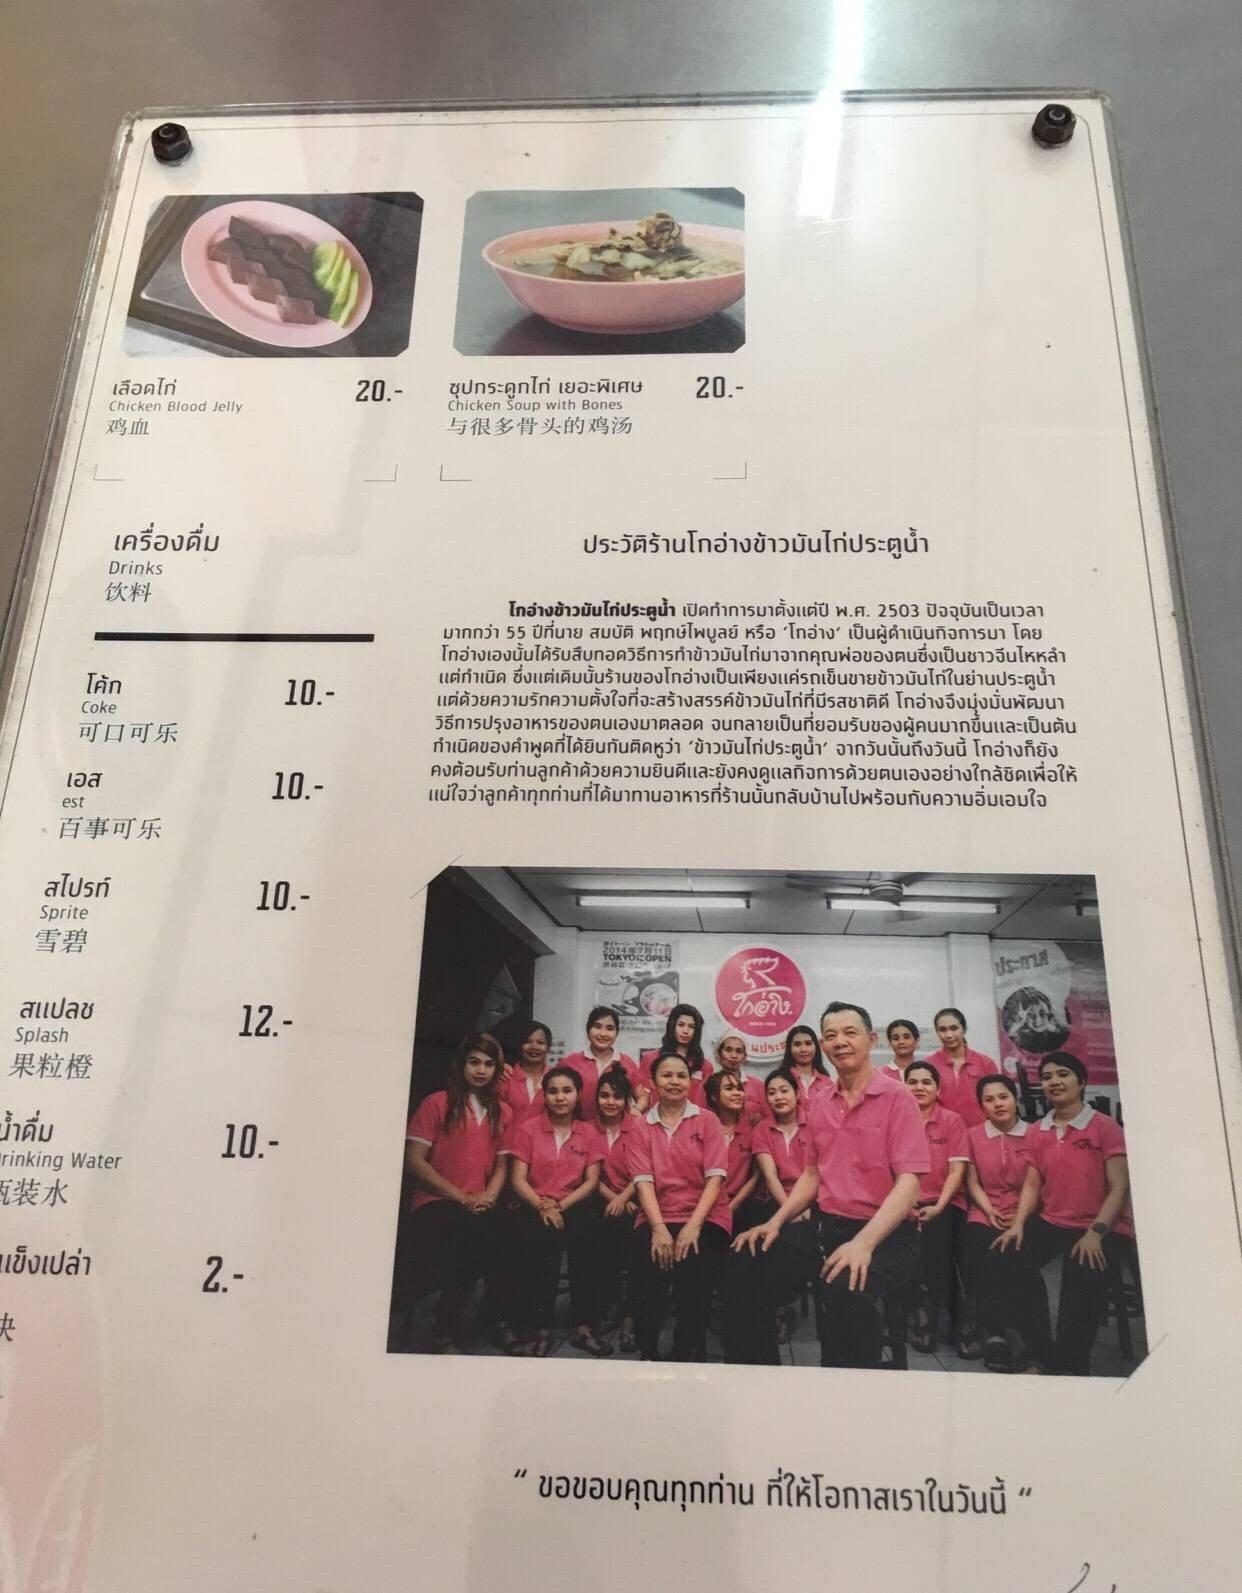 เลือดไก่ 20.-
Chicken Blood Jelly
鸡血
ซุปกระดูกไก่ เยอะพิเศษ 20.-
Chicken Soup with Bones
与很多骨头的鸡汤
เครื่องดื่ม
Drinks
饮料
โค้ก 10.-
Coke
可口可乐
เอส 10.-
est
百事可乐
สไปรท์ 10.-
Sprite
雪碧
สแปลช 12.-
Splash
果粒橙
น้ำดื่ม 10.-
Drinking Water
瓶装水
แข็งเปล่า 2.-
块
ประวัติร้านโกอ่างข้าวมันไก่ประตูน้ำ
โกอ่างข้าวมันไก่ประตูน้ำ เปิดทำการมาตั้งแต่ปี พ.ศ. 2503 ปัจจุบันเป็นเวลา
มากกว่า 55 ปีที่นาย สมบัติ พฤกษ์ไพบูลย์ หรือ ‘โกอ่าง’ เป็นผู้ดำเนินกิจการมา โดย
โกอ่างเองนั้นได้รับสืบทอดวิธีการทำข้าวมันไก่มาจากคุณพ่อของตนซึ่งเป็นชาวจีนไหหลำ
แต่กำเนิด ซึ่งแต่เดิมนั้นร้านของโกอ่างเป็นเพียงแค่รถเข็นขายข้าวมันไก่ในย่านประตูน้ำ
แต่ด้วยความรักความตั้งใจที่จะสร้างสรรค์ข้าวมันไก่ที่มีรสชาติดี โกอ่างจึงมุ่งมั่นพัฒนา
วิธีการปรุงอาหารของตนเองมาตลอด จนกลายเป็นที่ยอมรับของผู้คนมากขึ้นและเป็นต้น
กำเนิดของคำพูดที่ได้ยินกันติดหูว่า ‘ข้าวมันไก่ประตูน้ำ’ จากวันนั้นถึงวันนี้ โกอ่างก็ยัง
คงต้อนรับท่านลูกค้าด้วยความยินดีและยังคงดูแลกิจการด้วยตนเองอย่างใกล้ชิดเพื่อให้
แน่ใจว่าลูกค้าทุกท่านที่ได้มาทานอาหารที่ร้านนั้นกลับบ้านไปพร้อมกับความอิ่มเอมใจ
2014年7月11日
TOKYOにOPEN
โกอ่าง
SINCE 1960
“ ขอขอบคุณทุกท่าน ที่ให้โอกาสเราในวันนี้ “